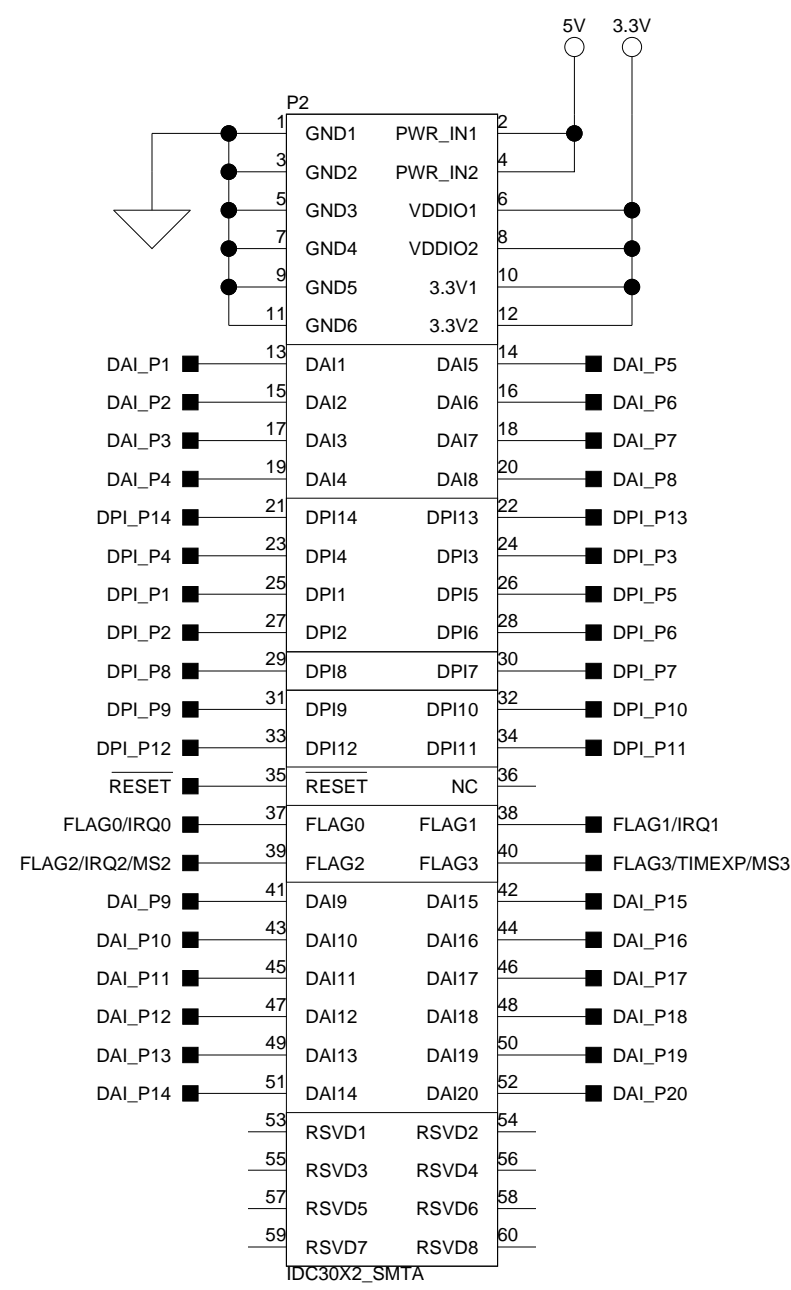 5V 3.3V
P2
1 GND1 PWR_IN1 2
3 GND2 PWR_IN2 4
5 GND3 VDDIO1 6
7 GND4 VDDIO2 8
9 GND5 3.3V1 10
11 GND6 3.3V2 12
DAI_P1 13 DAI1 DAI5 14 DAI_P5
DAI_P2 15 DAI2 DAI6 16 DAI_P6
DAI_P3 17 DAI3 DAI7 18 DAI_P7
DAI_P4 19 DAI4 DAI8 20 DAI_P8
DPI_P14 21 DPI14 DPI13 22 DPI_P13
DPI_P4 23 DPI4 DPI3 24 DPI_P3
DPI_P1 25 DPI1 DPI5 26 DPI_P5
DPI_P2 27 DPI2 DPI6 28 DPI_P6
DPI_P8 29 DPI8 DPI7 30 DPI_P7
DPI_P9 31 DPI9 DPI10 32 DPI_P10
DPI_P12 33 DPI12 DPI11 34 DPI_P11
RESET 35 RESET NC 36
FLAG0/IRQ0 37 FLAG0 FLAG1 38 FLAG1/IRQ1
FLAG2/IRQ2/MS2 39 FLAG2 FLAG3 40 FLAG3/TIMEXP/MS3
DAI_P9 41 DAI9 DAI15 42 DAI_P15
DAI_P10 43 DAI10 DAI16 44 DAI_P16
DAI_P11 45 DAI11 DAI17 46 DAI_P17
DAI_P12 47 DAI12 DAI18 48 DAI_P18
DAI_P13 49 DAI13 DAI19 50 DAI_P19
DAI_P14 51 DAI14 DAI20 52 DAI_P20
53 RSVD1 RSVD2 54
55 RSVD3 RSVD4 56
57 RSVD5 RSVD6 58
59 RSVD7 RSVD8 60
IDC30X2_SMTA